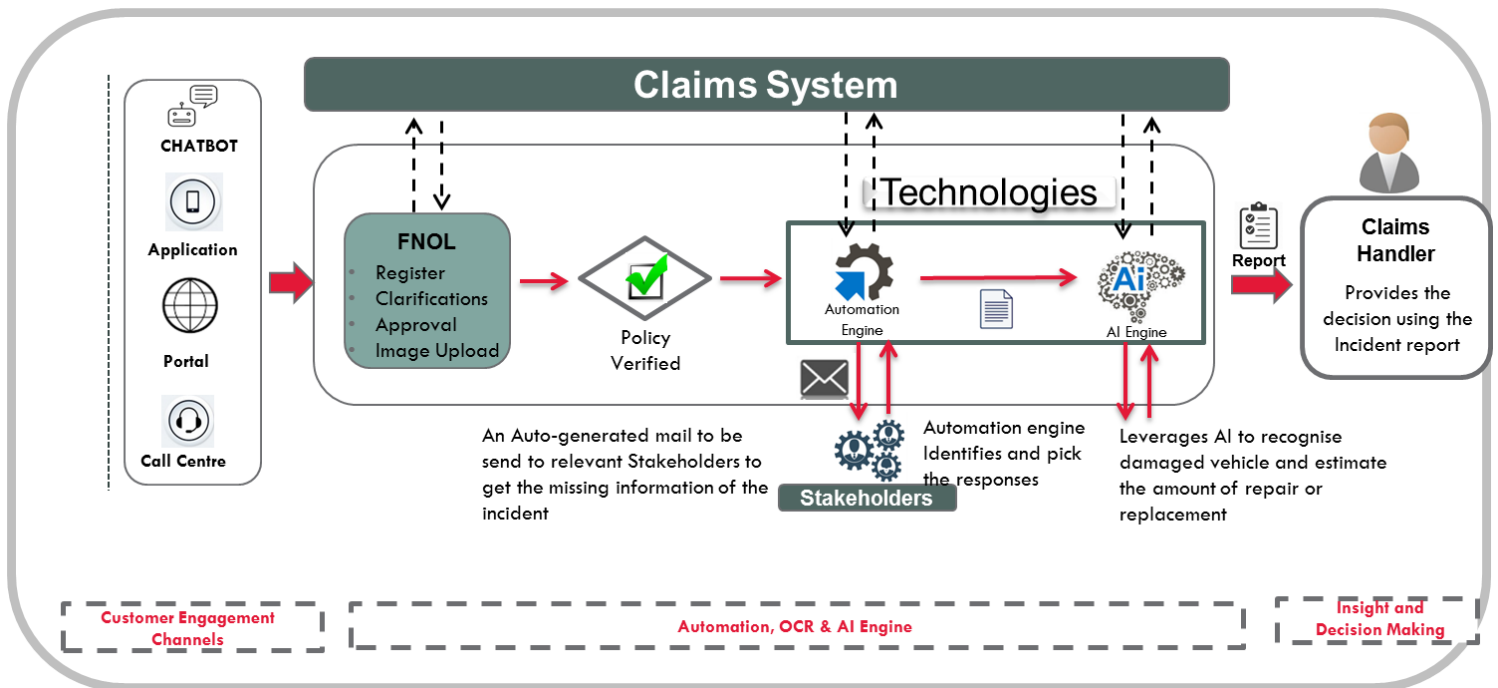 Claims System
CHATBOT
Application
Portal
Call Centre
FNOL
• Register
• Clarifications
• Approval
• Image Upload
Policy
Verified
Technologies
Automation
Engine
Ai
AI Engine
Report
Claims
Handler
Provides the
decision using the
Incident report
An Auto-generated mail to be
send to relevant Stakeholders to
get the missing information of the
incident
Stakeholders
Automation engine
Identifies and pick
the responses
Leverages AI to recognise
damaged vehicle and estimate
the amount of repair or
replacement
Customer Engagement
Channels
Automation, OCR & AI Engine
Insight and
Decision Making